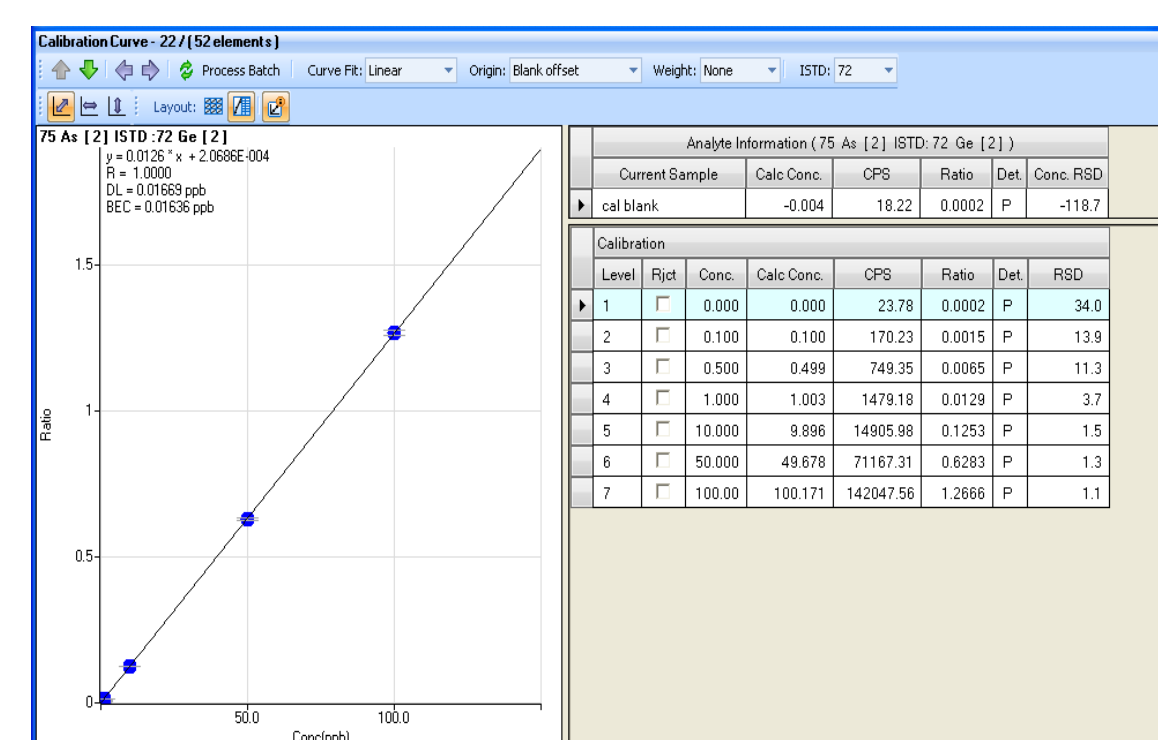 Calibration Curve - 22 / ( 52 elements )
Process Batch Curve Fit: Linear Origin: Blank offset Weight: None ISTD: 72
Layout:
75 As [ 2 ] ISTD :72 Ge [ 2 ]
y = 0.0126 * x + 2.0686E-004
R = 1.0000
DL = 0.01669 ppb
BEC = 0.01636 ppb
1.5
1
0.5
0
Ratio
50.0 100.0
Conc(ppb)
Analyte Information ( 75 As [ 2 ] ISTD: 72 Ge [ 2 ] )
Current Sample Calc Conc. CPS Ratio Det. Conc. RSD
cal blank -0.004 18.22 0.0002 P -118.7
Calibration
Level Rjct Conc. Calc Conc. CPS Ratio Det. RSD
1 0.000 0.000 23.78 0.0002 P 34.0
2 0.100 0.100 170.23 0.0015 P 13.9
3 0.500 0.499 749.35 0.0065 P 11.3
4 1.000 1.003 1479.18 0.0129 P 3.7
5 10.000 9.896 14905.98 0.1253 P 1.5
6 50.000 49.678 71167.31 0.6283 P 1.3
7 100.00 100.171 142047.56 1.2666 P 1.1